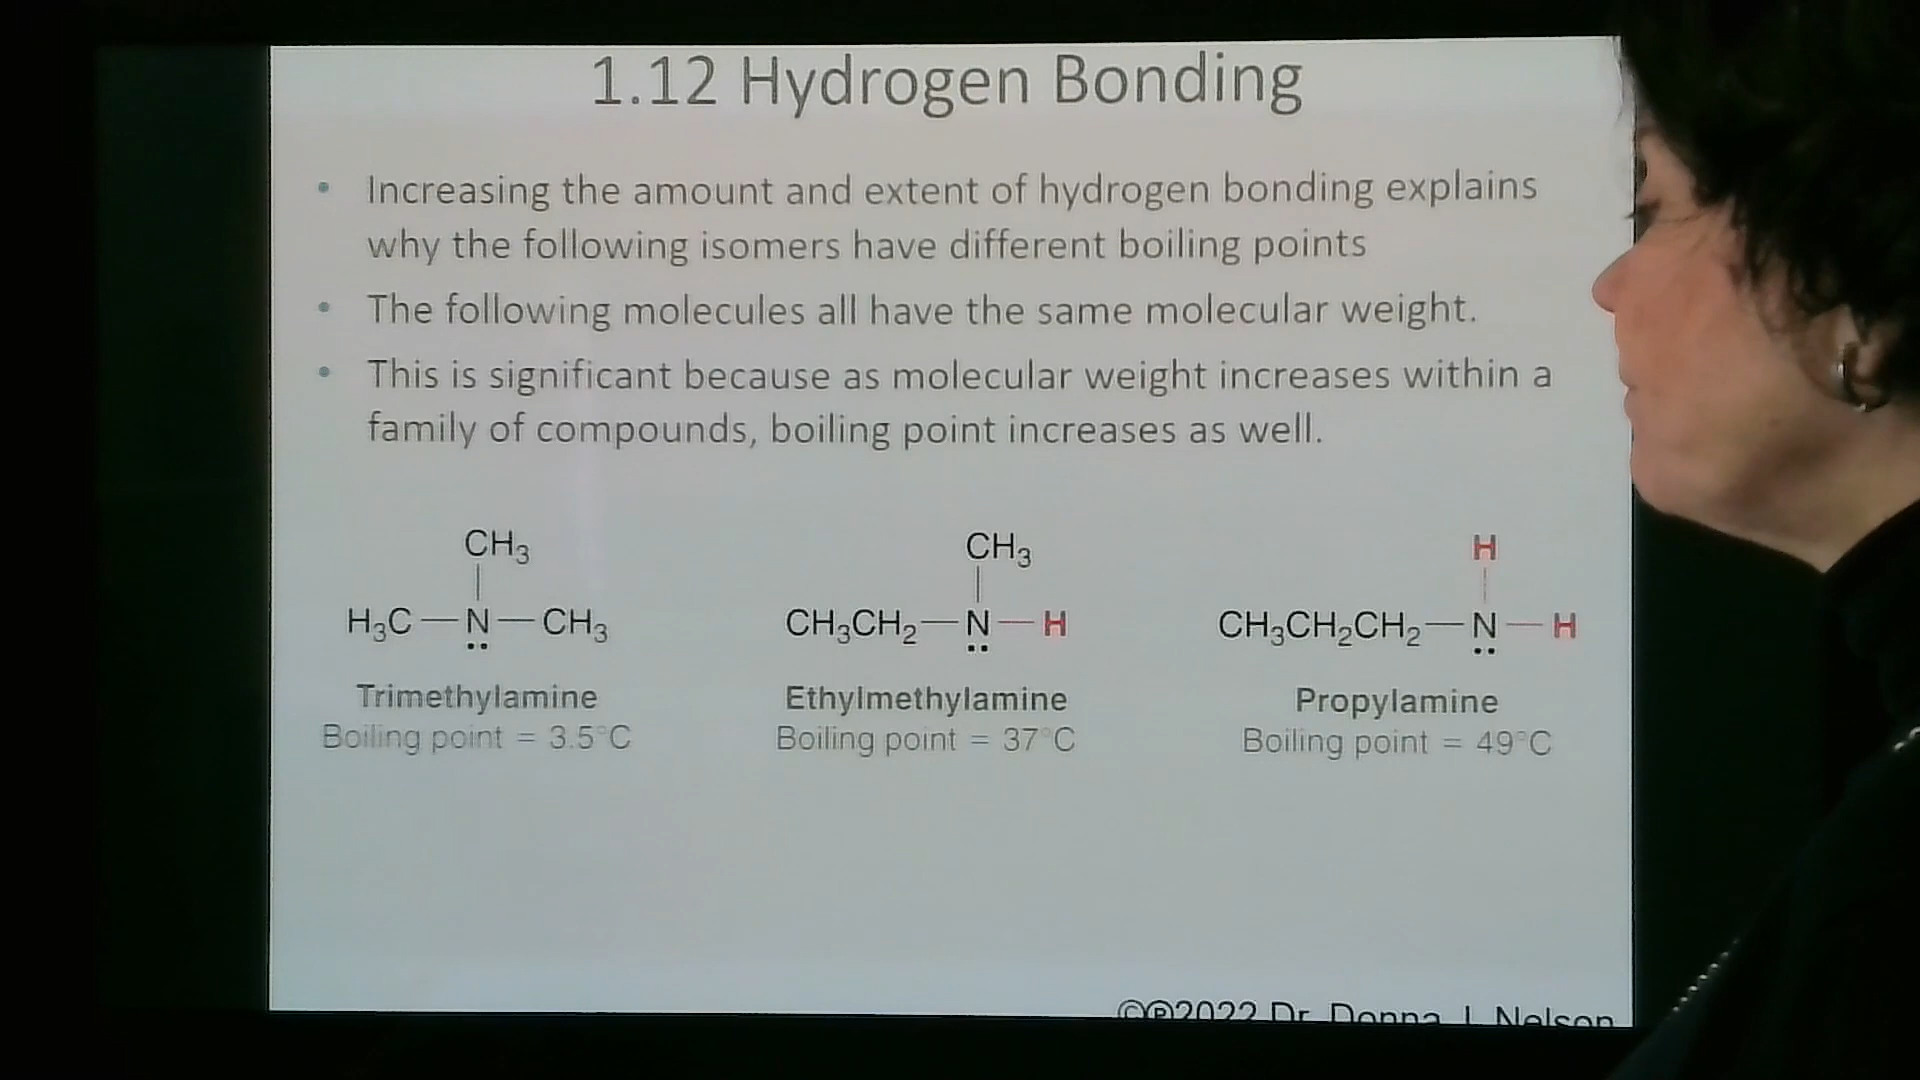 1.12 Hydrogen Bonding
• Increasing the amount and extent of hydrogen bonding explains
why the following isomers have different boiling points
• The following molecules all have the same molecular weight.
• This is significant because as molecular weight increases within a
family of compounds, boiling point increases as well.
CH₃ CH₃ H
H₃C—N—CH₃ CH₃CH₂—N—H CH₃CH₂CH₂—N—H
Trimethylamine Ethylmethylamine Propylamine
Boiling point = 3.5°C Boiling point = 37°C Boiling point = 49°C
©℗2022 Dr. Donna J. Nelson